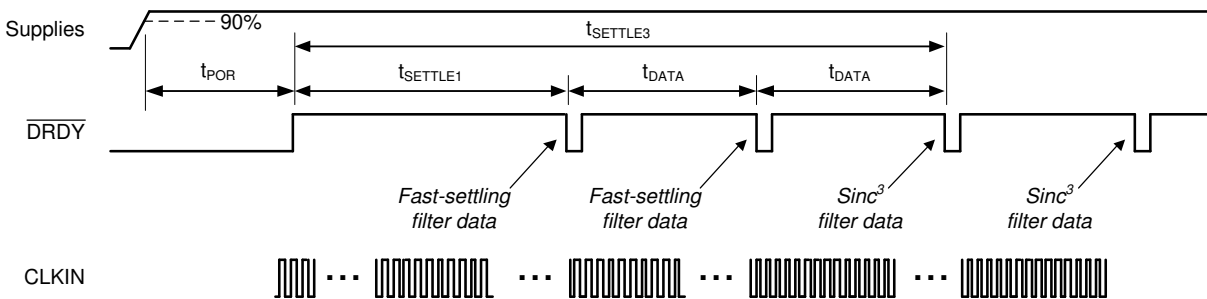 Supplies
90%
tSETTLE3
tPOR
tSETTLE1
tDATA
tDATA
DRDY
Fast-settling
filter data
Fast-settling
filter data
Sinc³
filter data
Sinc³
filter data
CLKIN
...
...
...
...